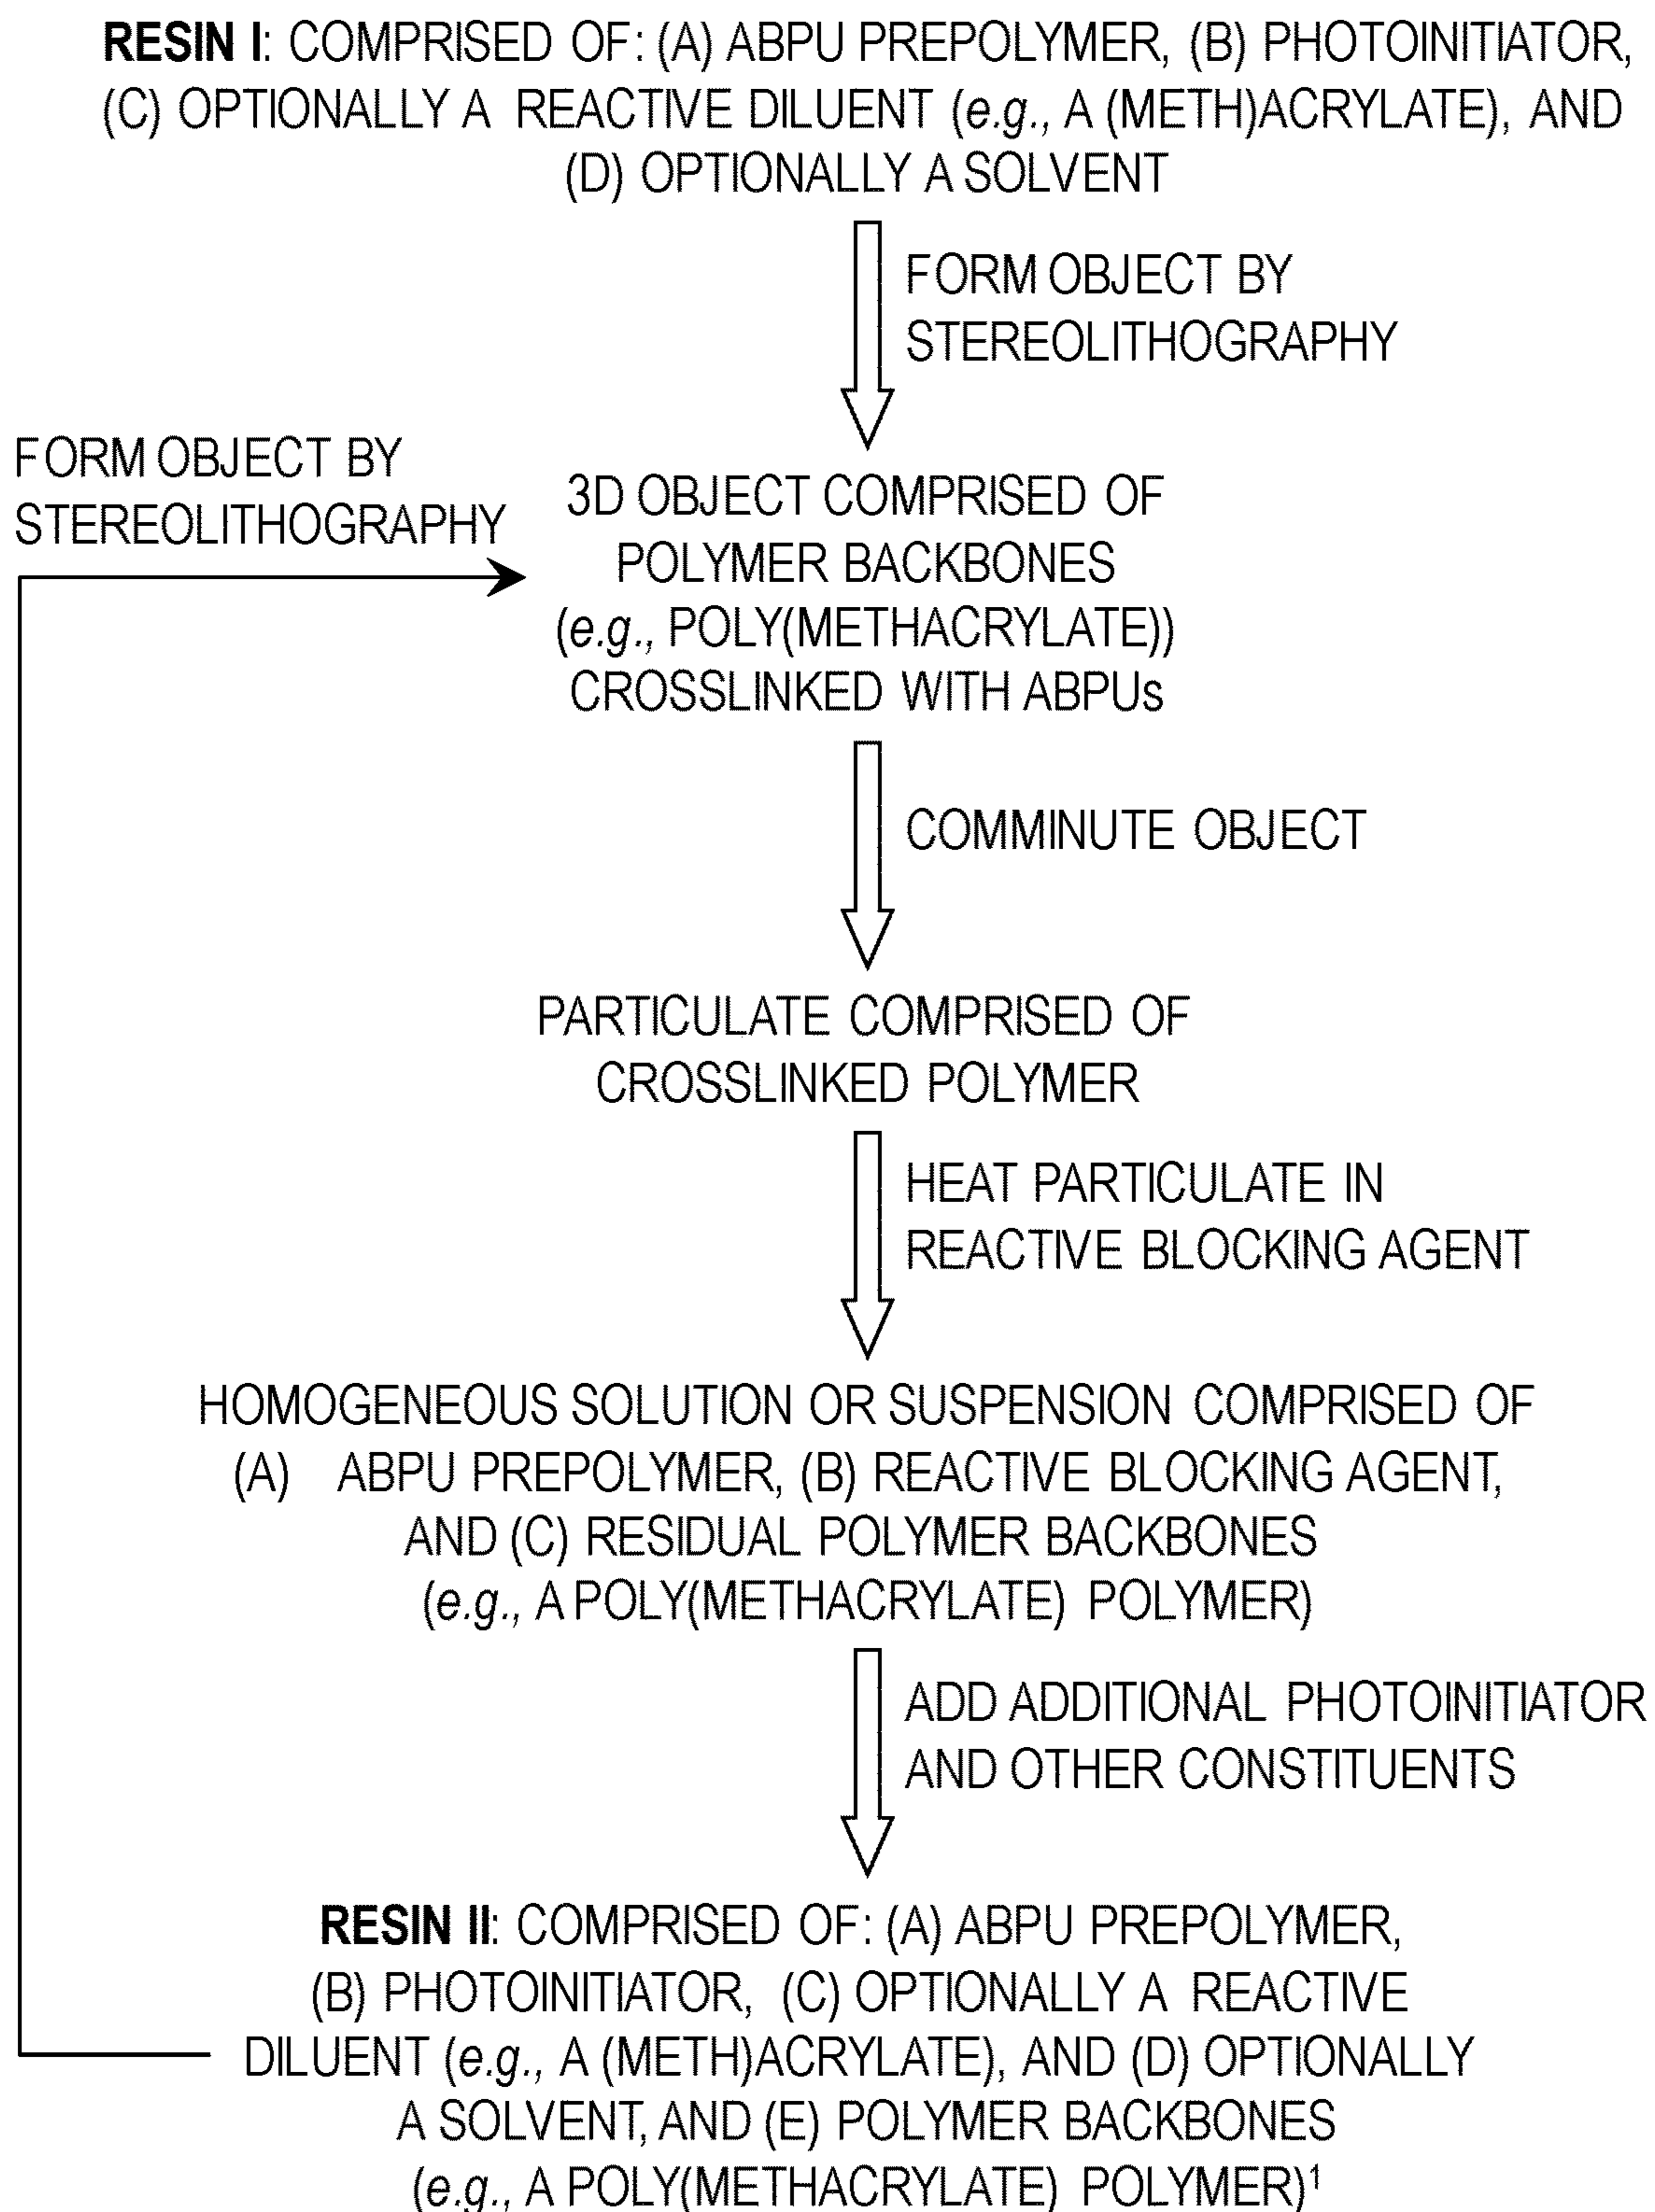 RESIN I: COMPRISED OF: (A) ABPU PREPOLYMER, (B) PHOTOINITIATOR,
(C) OPTIONALLY A REACTIVE DILUENT (e.g., A (METH)ACRYLATE), AND
(D) OPTIONALLY A SOLVENT
FORM OBJECT BY
STEREOLITHOGRAPHY
FORM OBJECT BY
STEREOLITHOGRAPHY
3D OBJECT COMPRISED OF
POLYMER BACKBONES
(e.g., POLY(METHACRYLATE))
CROSSLINKED WITH ABPUs
COMMINUTE OBJECT
PARTICULATE COMPRISED OF
CROSSLINKED POLYMER
HEAT PARTICULATE IN
REACTIVE BLOCKING AGENT
HOMOGENEOUS SOLUTION OR SUSPENSION COMPRISED OF
(A) ABPU PREPOLYMER, (B) REACTIVE BLOCKING AGENT,
AND (C) RESIDUAL POLYMER BACKBONES
(e.g., A POLY(METHACRYLATE) POLYMER)
ADD ADDITIONAL PHOTOINITIATOR
AND OTHER CONSTITUENTS
RESIN II: COMPRISED OF: (A) ABPU PREPOLYMER,
(B) PHOTOINITIATOR, (C) OPTIONALLY A REACTIVE
DILUENT (e.g., A (METH)ACRYLATE), AND (D) OPTIONALLY
A SOLVENT, AND (E) POLYMER BACKBONES
(e.g., A POLY(METHACRYLATE) POLYMER)¹